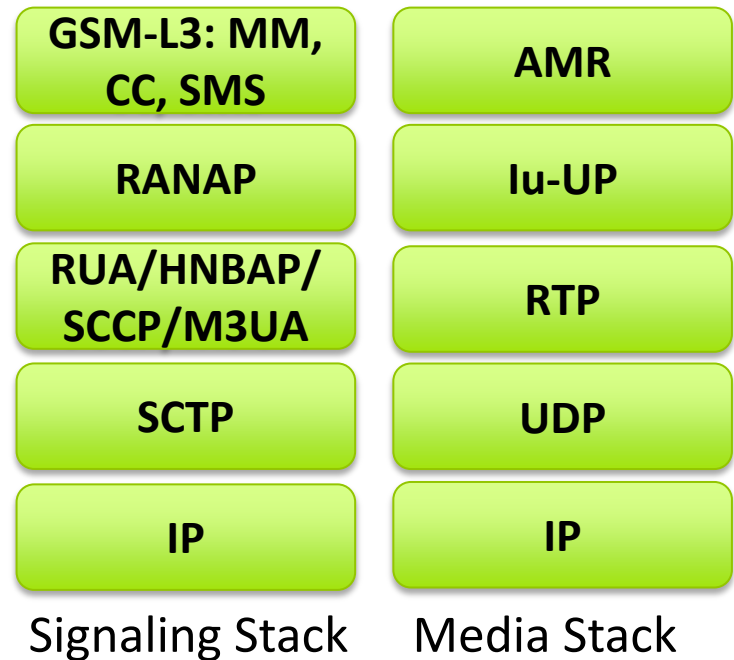 GSM-L3: MM,
CC, SMS
RANAP
RUA/HNBAP/
SCCP/M3UA
SCTP
IP
Signaling Stack
AMR
Iu-UP
RTP
UDP
IP
Media Stack